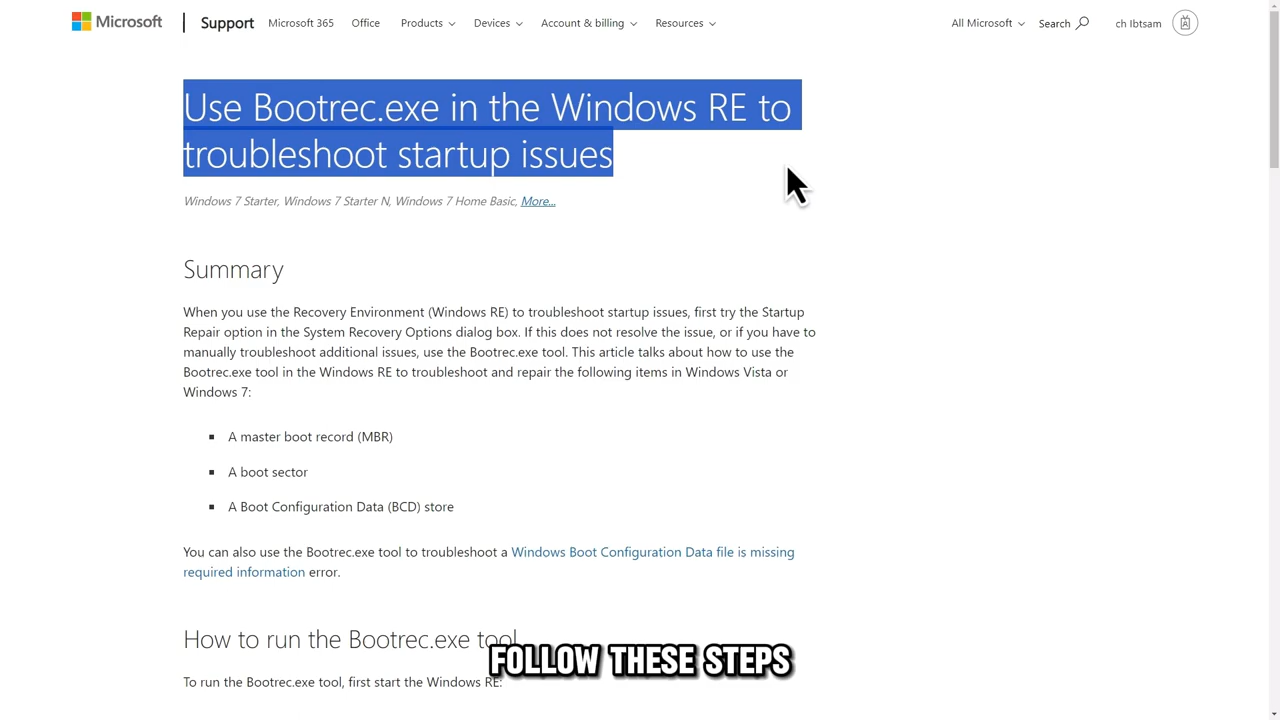 Microsoft Support Microsoft 365 Office Products Devices Account & billing Resources All Microsoft Search ch Ibtsam
Use Bootrec.exe in the Windows RE to
troubleshoot startup issues
Windows 7 Starter, Windows 7 Starter N, Windows 7 Home Basic, More...
Summary
When you use the Recovery Environment (Windows RE) to troubleshoot startup issues, first try the Startup
Repair option in the System Recovery Options dialog box. If this does not resolve the issue, or if you have to
manually troubleshoot additional issues, use the Bootrec.exe tool. This article talks about how to use the
Bootrec.exe tool in the Windows RE to troubleshoot and repair the following items in Windows Vista or
Windows 7:
A master boot record (MBR)
A boot sector
A Boot Configuration Data (BCD) store
You can also use the Bootrec.exe tool to troubleshoot a Windows Boot Configuration Data file is missing
required information error.
How to run the Bootrec.exe tool
FOLLOW THESE STEPS
To run the Bootrec.exe tool, first start the Windows RE: